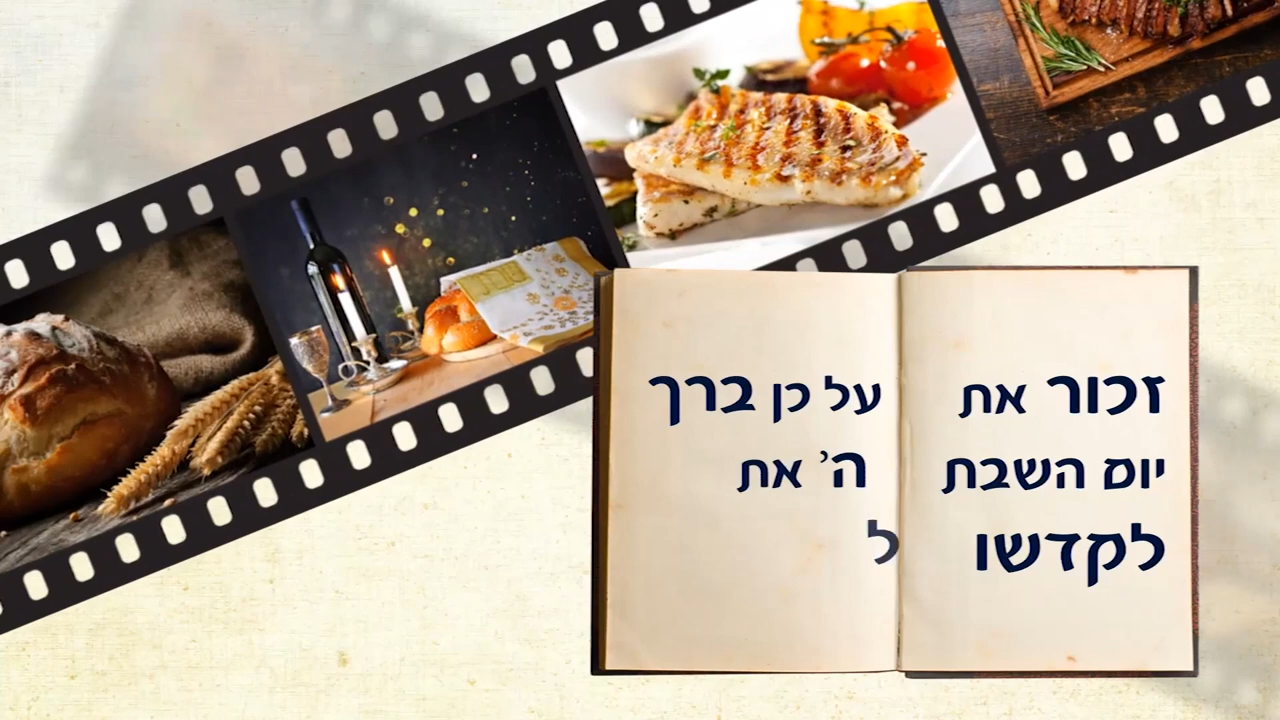 זכור את
יום השבת
לקדשו
על כן ברך
ה' את
ל